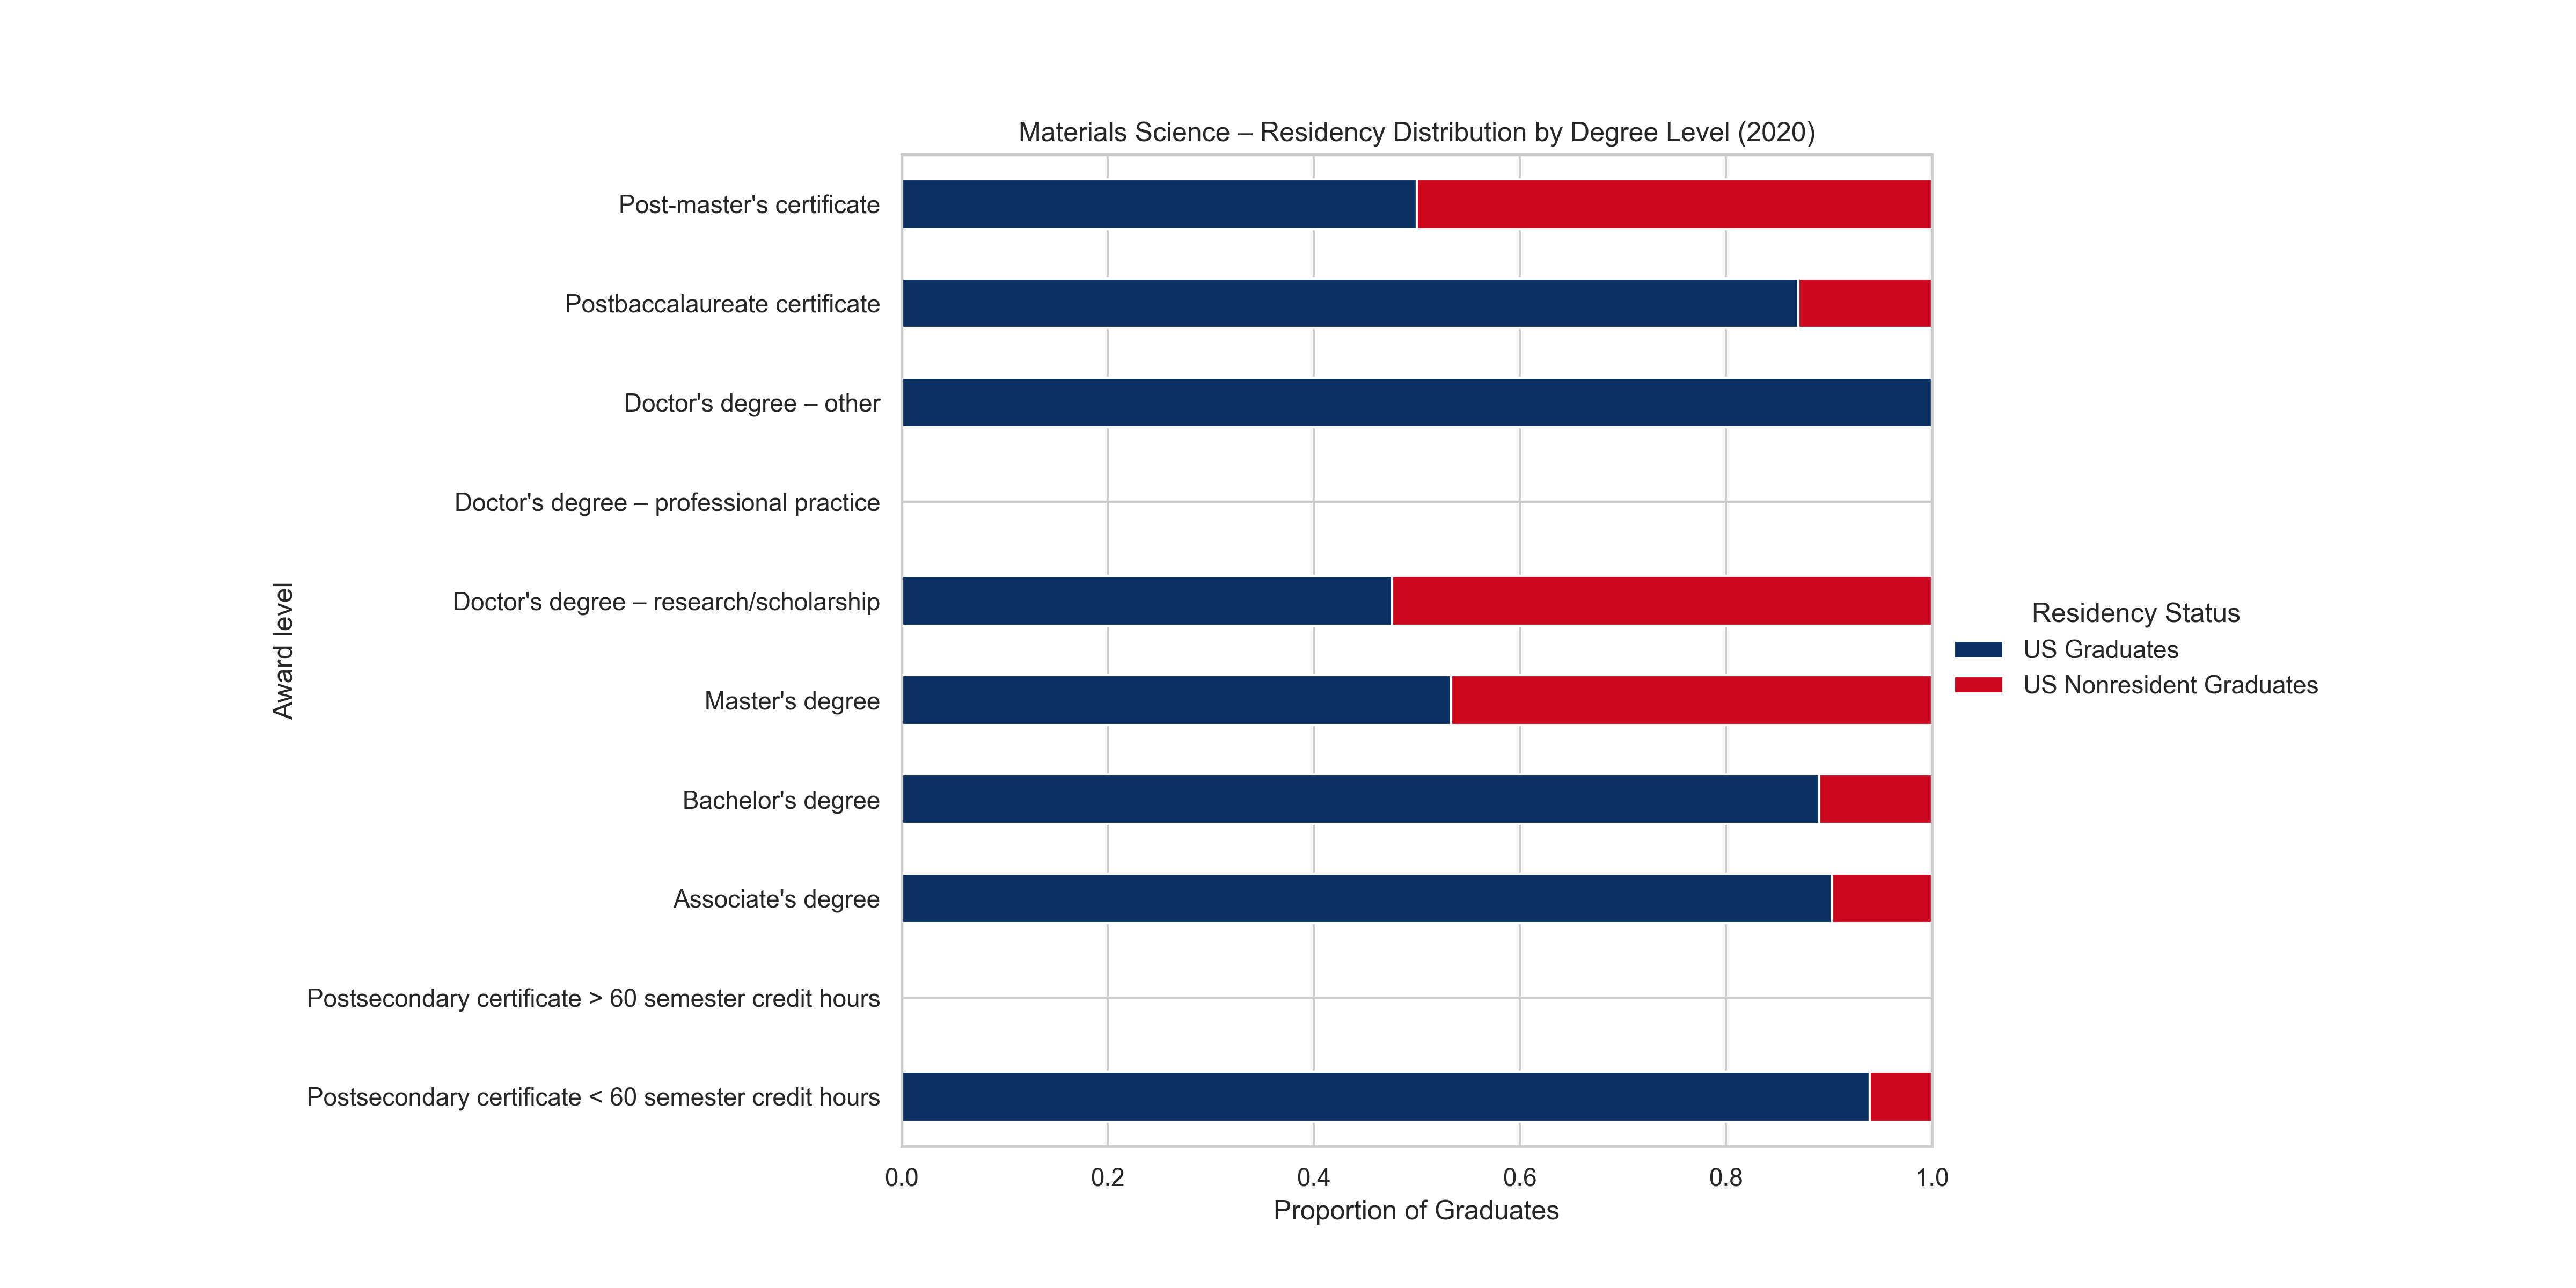 Materials Science – Residency Distribution by Degree Level (2020)
Post-master's certificate
Postbaccalaureate certificate
Doctor's degree – other
Doctor's degree – professional practice
Doctor's degree – research/scholarship
Master's degree
Bachelor's degree
Associate's degree
Postsecondary certificate > 60 semester credit hours
Postsecondary certificate < 60 semester credit hours
Award level
0.0 0.2 0.4 0.6 0.8 1.0
Proportion of Graduates
Residency Status
US Graduates
US Nonresident Graduates